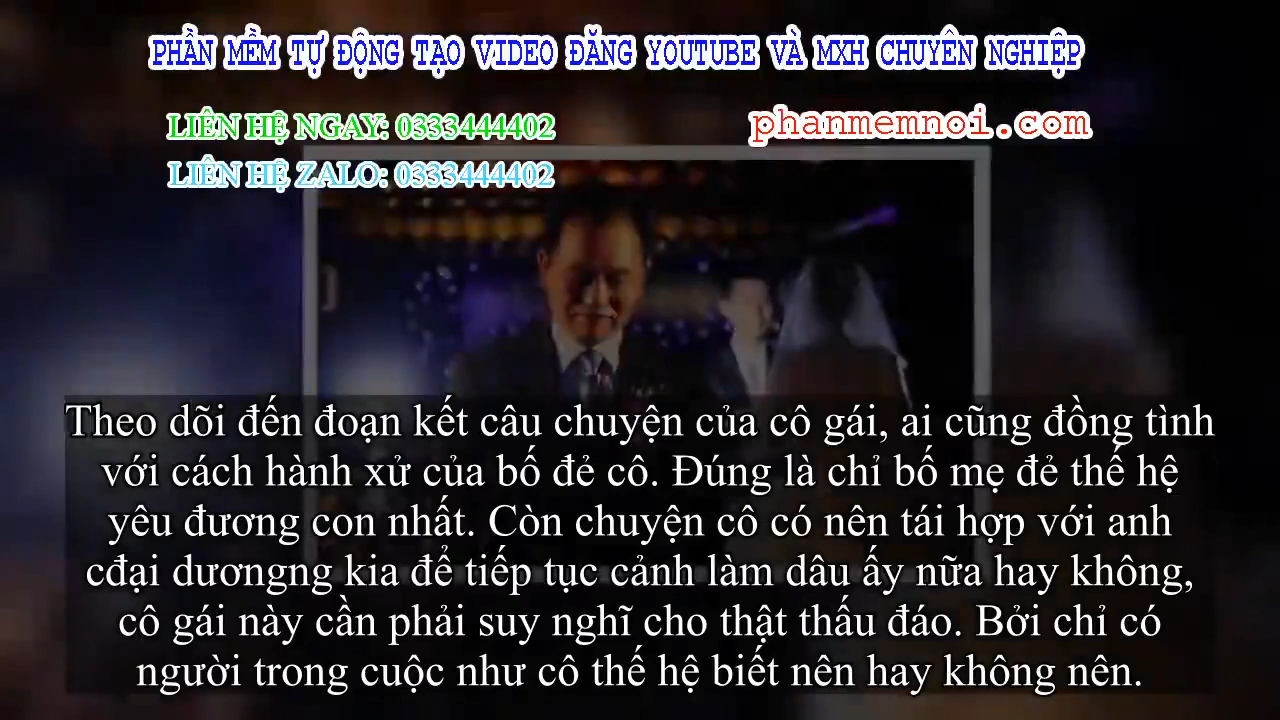 PHẦN MỀM TỰ ĐỘNG TẠO VIDEO ĐĂNG YOUTUBE VÀ MXH CHUYÊN NGHIỆP
LIÊN HỆ NGAY: 0333444402
phanmemnoi.com
LIÊN HỆ ZALO: 0333444402
Theo dõi đến đoạn kết câu chuyện của cô gái, ai cũng đồng tình
với cách hành xử của bố đẻ cô. Đúng là chỉ bố mẹ đẻ thế hệ
yêu đương con nhất. Còn chuyện cô có nên tái hợp với anh
cđại dươngng kia để tiếp tục cảnh làm dâu ấy nữa hay không,
cô gái này cần phải suy nghĩ cho thật thấu đáo. Bởi chỉ có
người trong cuộc như cô thế hệ biết nên hay không nên.